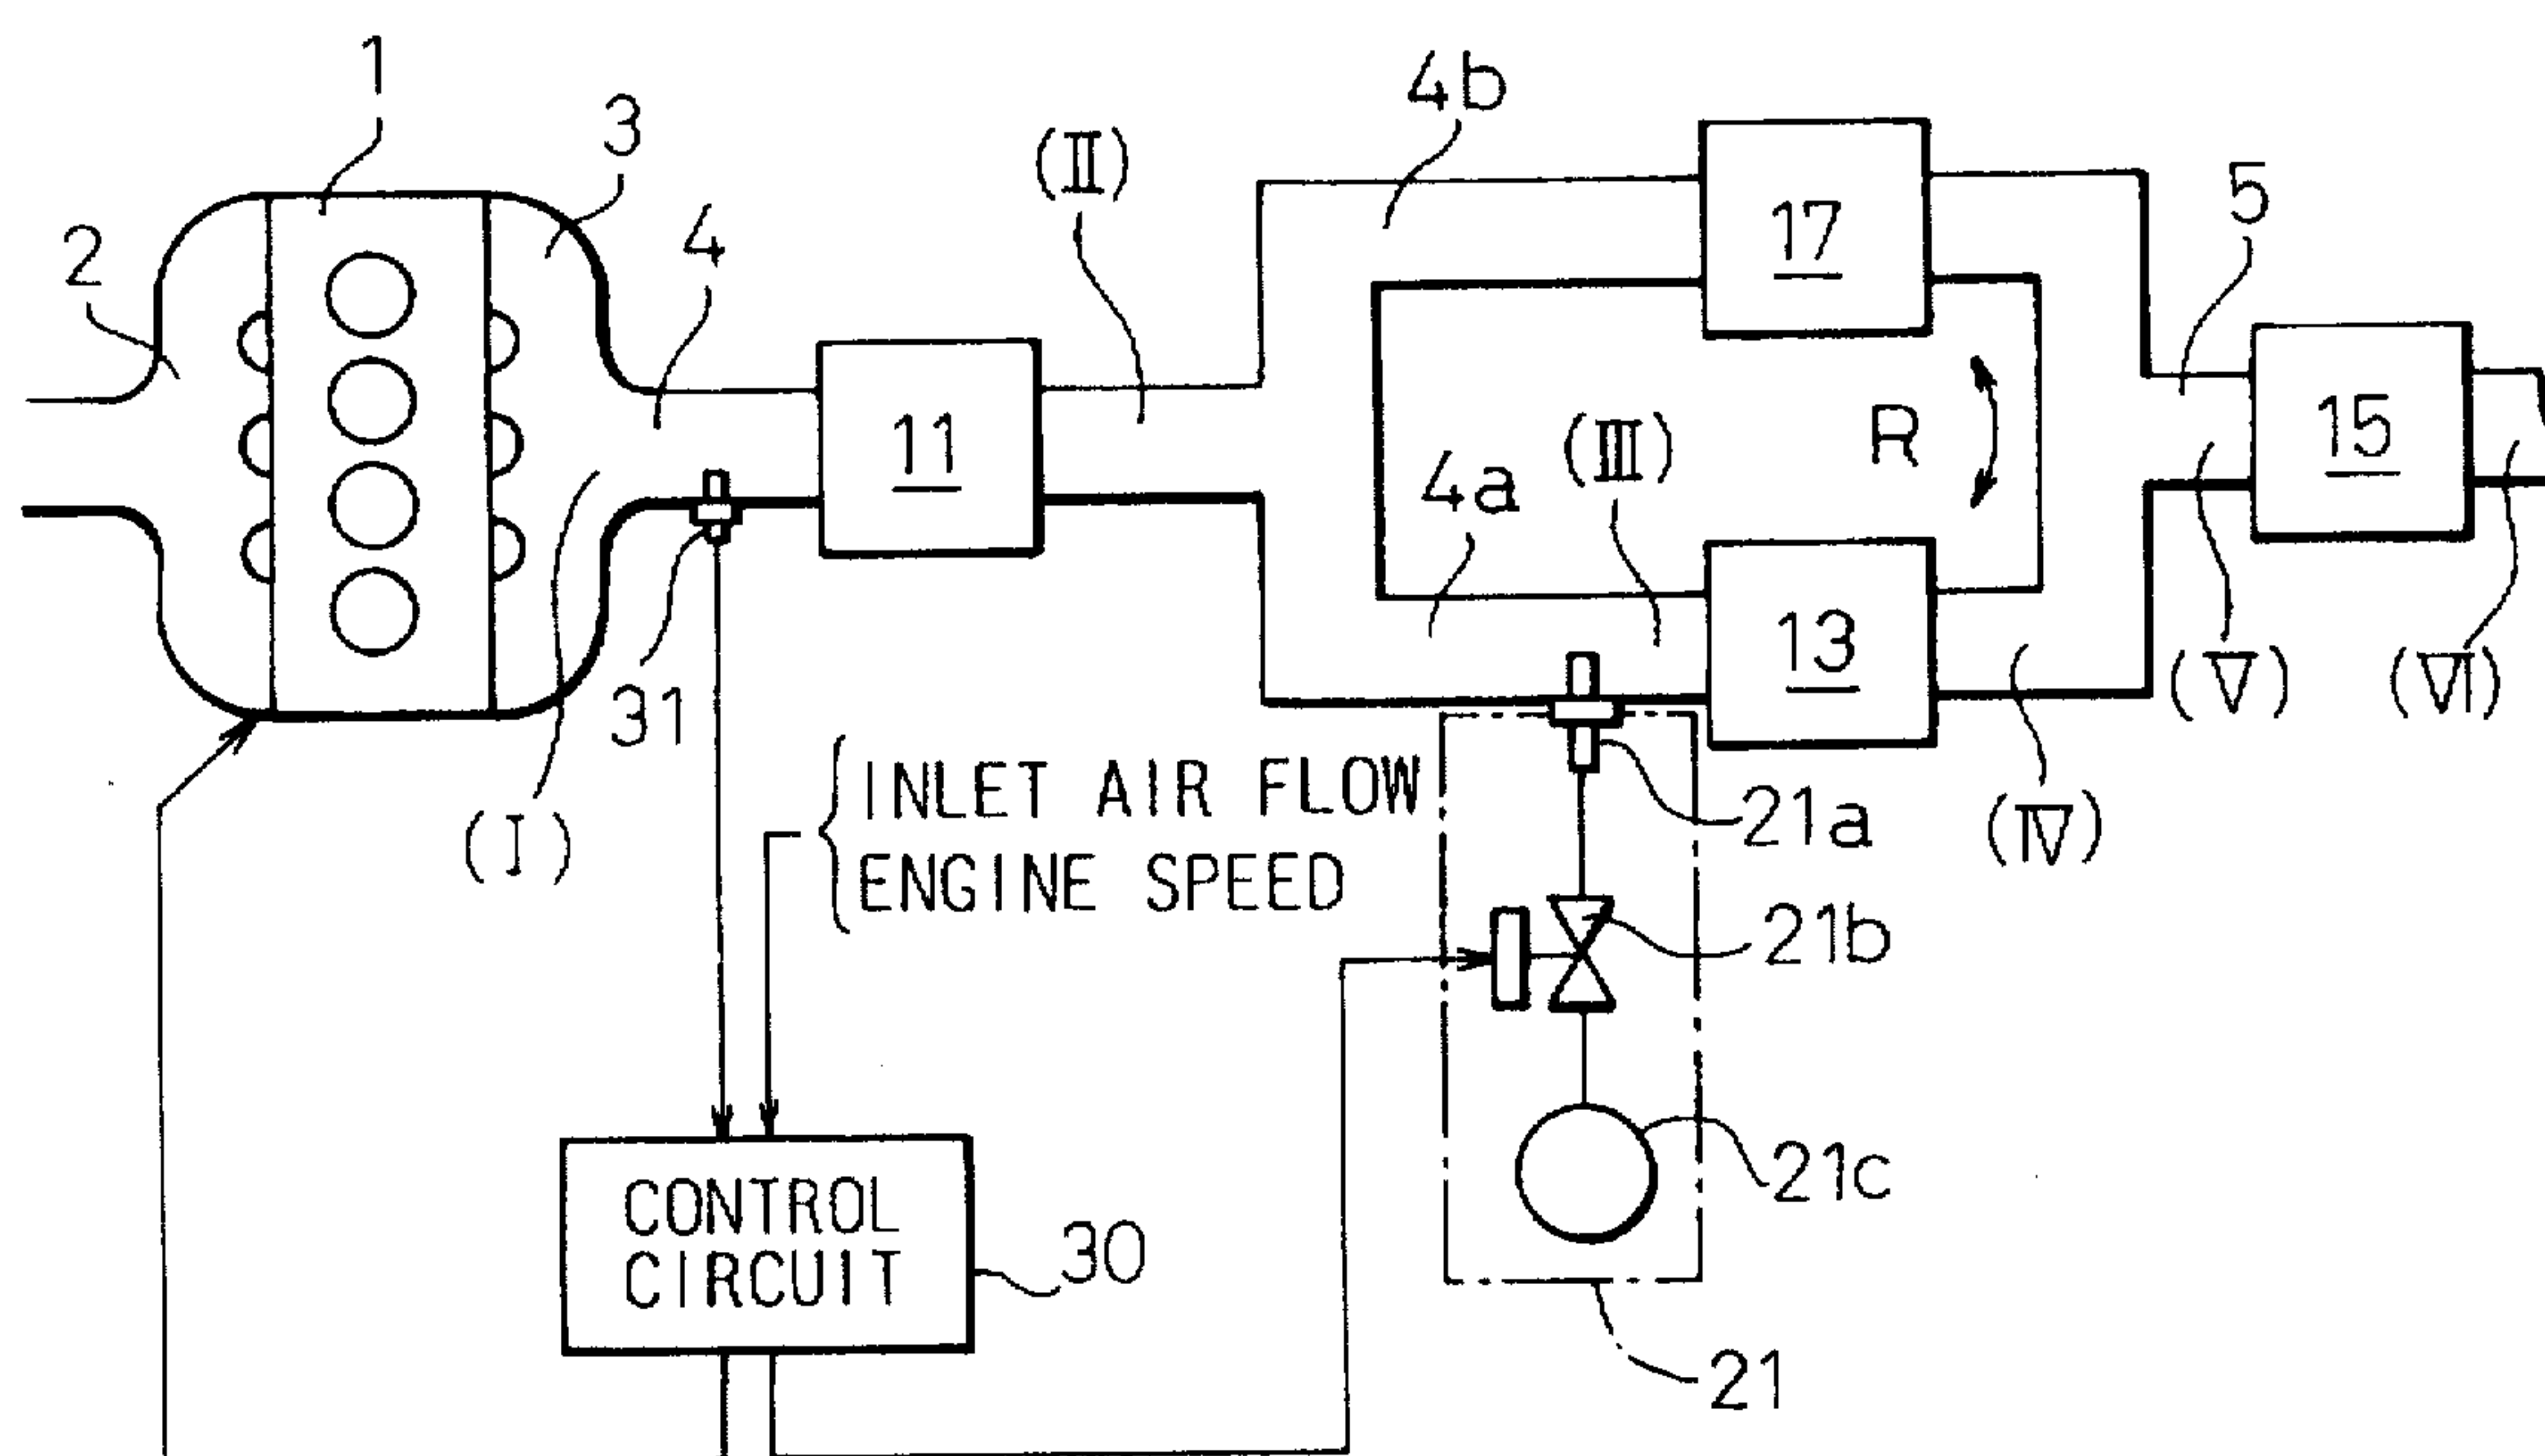 1
3
4b
(II)
5
2
4
17
11
(III)
R
15
4a
13
31
(V)
(VI)
INLET AIR FLOW
ENGINE SPEED
21a
(IV)
(I)
21b
CONTROL
CIRCUIT
30
21c
21